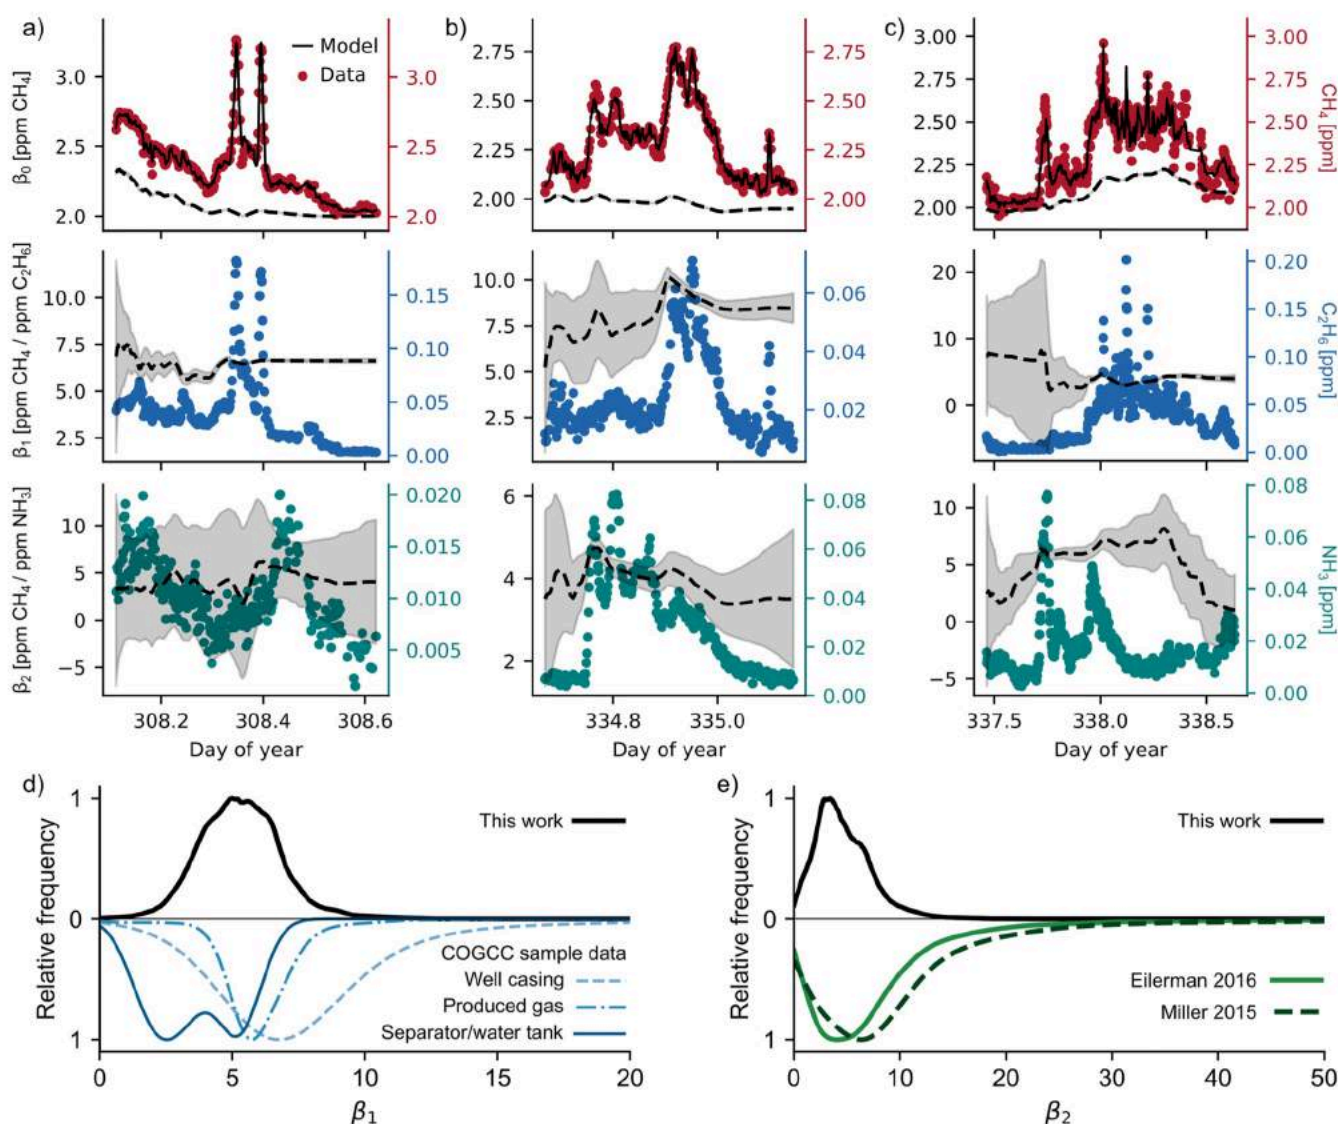 a)
b)
c)
Model
Data
β₀ [ppm CH₄]
3.0
2.5
2.0
3.0
2.5
2.0
2.75
2.50
2.25
2.00
2.75
2.50
2.25
2.00
3.00
2.75
2.50
2.25
2.00
3.00
2.75
2.50
2.25
2.00
CH₄ [ppm]
β₁ [ppm CH₄ / ppm C₂H₆]
10.0
7.5
5.0
2.5
0.15
0.10
0.05
0.00
10.0
7.5
5.0
2.5
0.06
0.04
0.02
20
10
0
0.20
0.15
0.10
0.05
0.00
C₂H₆ [ppm]
β₂ [ppm CH₄ / ppm NH₃]
10
5
0
−5
0.020
0.015
0.010
0.005
6
4
2
0.08
0.06
0.04
0.02
0.00
10
5
0
−5
0.08
0.06
0.04
0.02
0.00
NH₃ [ppm]
308.2 308.4 308.6
334.8 335.0
337.5 338.0 338.5
Day of year
Day of year
Day of year
d)
Relative frequency
1
0
1
This work
COGCC sample data
Well casing
Produced gas
Separator/water tank
0 5 10 15 20
β₁
e)
Relative frequency
1
0
1
This work
Eilerman 2016
Miller 2015
0 10 20 30 40 50
β₂